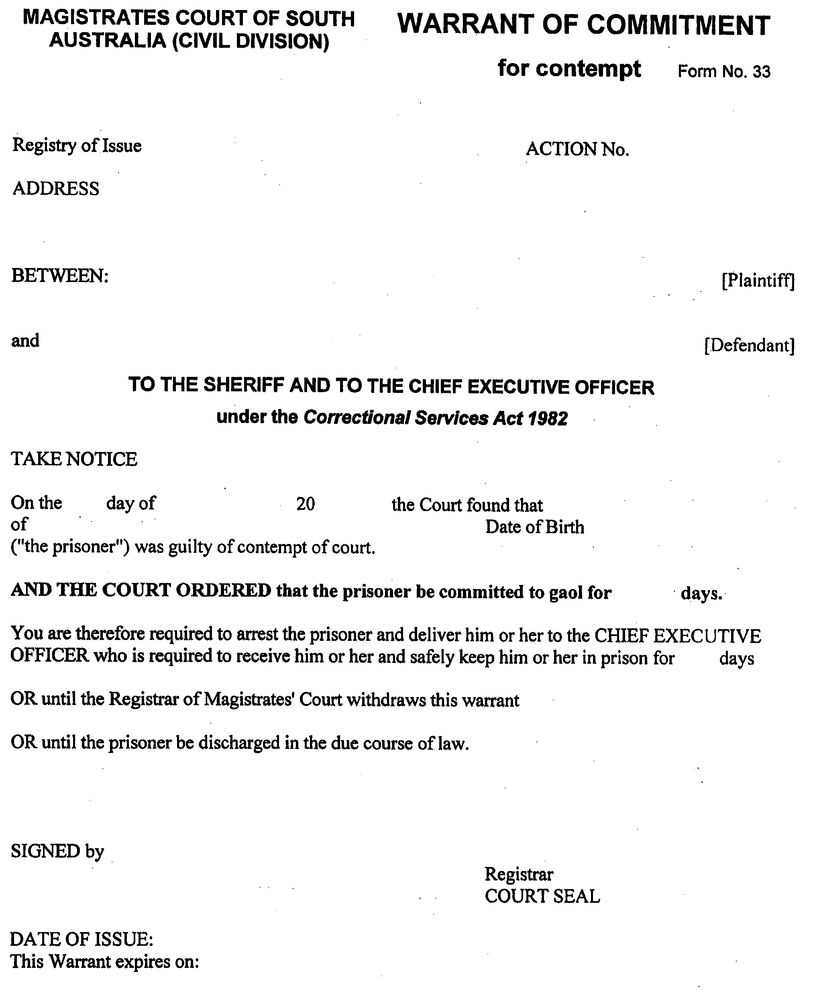 MAGISTRATES COURT OF SOUTH
AUSTRALIA (CIVIL DIVISION)
WARRANT OF COMMITMENT
for contempt Form No. 33
Registry of Issue ACTION No.
ADDRESS
BETWEEN: [Plaintiff]
and [Defendant]
TO THE SHERIFF AND TO THE CHIEF EXECUTIVE OFFICER
under the Correctional Services Act 1982
TAKE NOTICE
On the day of 20 the Court found that
of Date of Birth
("the prisoner") was guilty of contempt of court.
AND THE COURT ORDERED that the prisoner be committed to gaol for days.
You are therefore required to arrest the prisoner and deliver him or her to the CHIEF EXECUTIVE
OFFICER who is required to receive him or her and safely keep him or her in prison for days
OR until the Registrar of Magistrates' Court withdraws this warrant
OR until the prisoner be discharged in the due course of law.
SIGNED by
Registrar
COURT SEAL
DATE OF ISSUE:
This Warrant expires on: